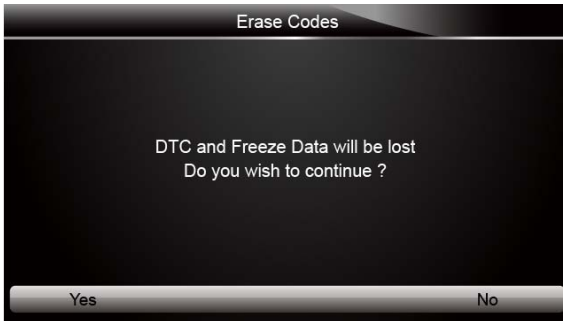 Erase Codes
DTC and Freeze Data will be lost
Do you wish to continue ?
Yes No